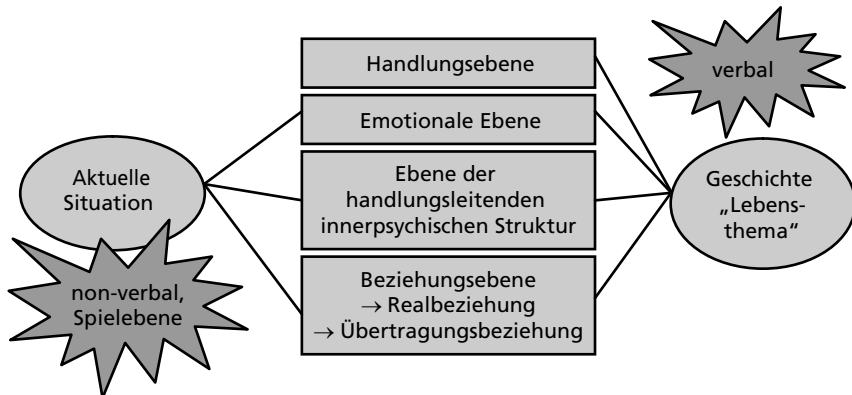 Aktuelle
Situation
non-verbal,
Spielebene
Handlungsebene
Emotionale Ebene
Ebene der
handlungsleitenden
innerpsychischen Struktur
Beziehungsebene
→ Realbeziehung
→ Übertragungsbeziehung
verbal
Geschichte
„Lebens-
thema“